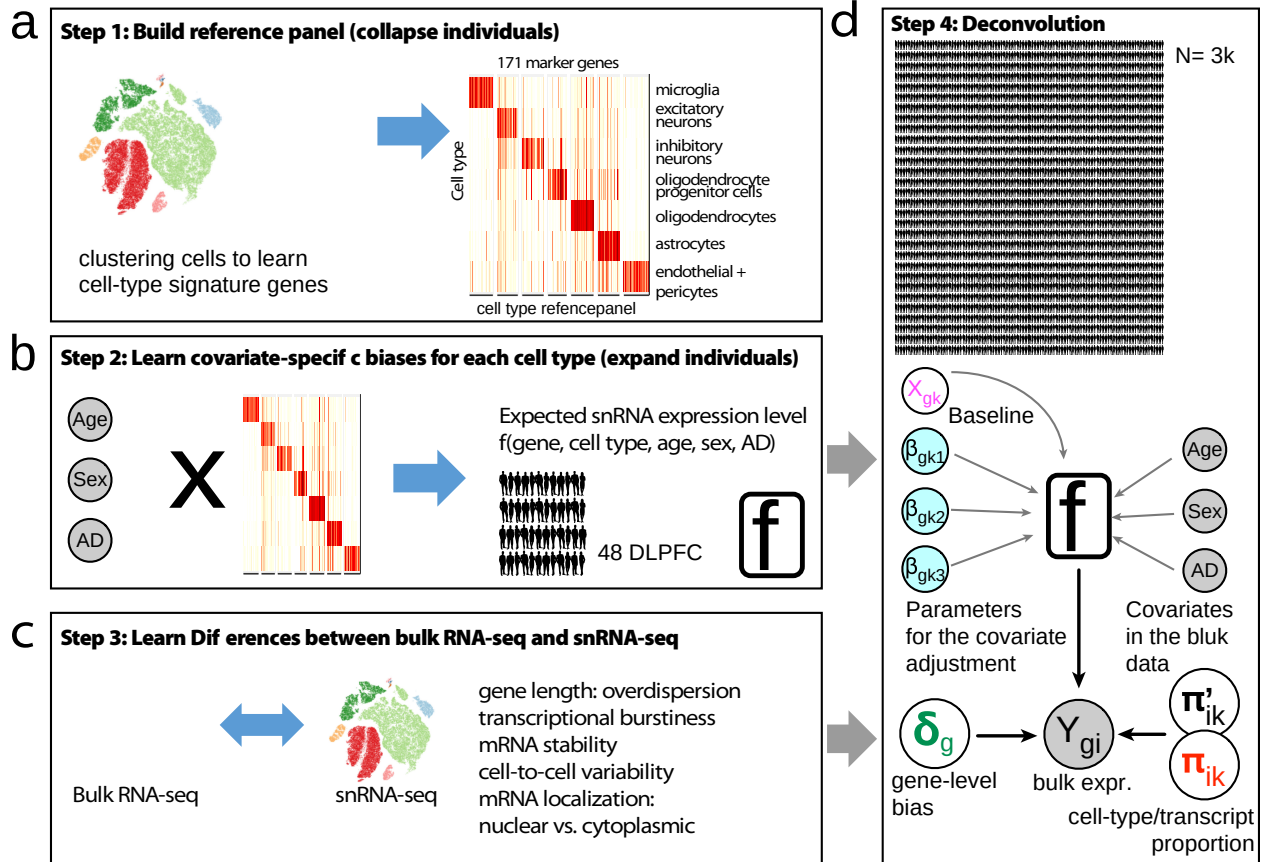 a
Step 1: Build reference panel (collapse individuals)
171 marker genes
Cell type
microglia
excitatory
neurons
inhibitory
neurons
oligodendrocyte
progenitor cells
oligodendrocytes
astrocytes
endothelial +
pericytes
cell type refencepanel
clustering cells to learn
cell-type signature genes
b
Step 2: Learn covariate-specif c biases for each cell type (expand individuals)
Age
Sex
AD
X
Expected snRNA expression level
f(gene, cell type, age, sex, AD)
48 DLPFC
f
c
Step 3: Learn Dif erences between bulk RNA-seq and snRNA-seq
Bulk RNA-seq
snRNA-seq
gene length: overdispersion
transcriptional burstiness
mRNA stability
cell-to-cell variability
mRNA localization:
nuclear vs. cytoplasmic
d
Step 4: Deconvolution
N= 3k
Xgk
Baseline
βgk1
βgk2
βgk3
f
Age
Sex
AD
Parameters
for the covariate
adjustment
Covariates
in the bluk
data
δg
gene-level
bias
Ygi
bulk expr.
π'ik
πik
cell-type/transcript
proportion